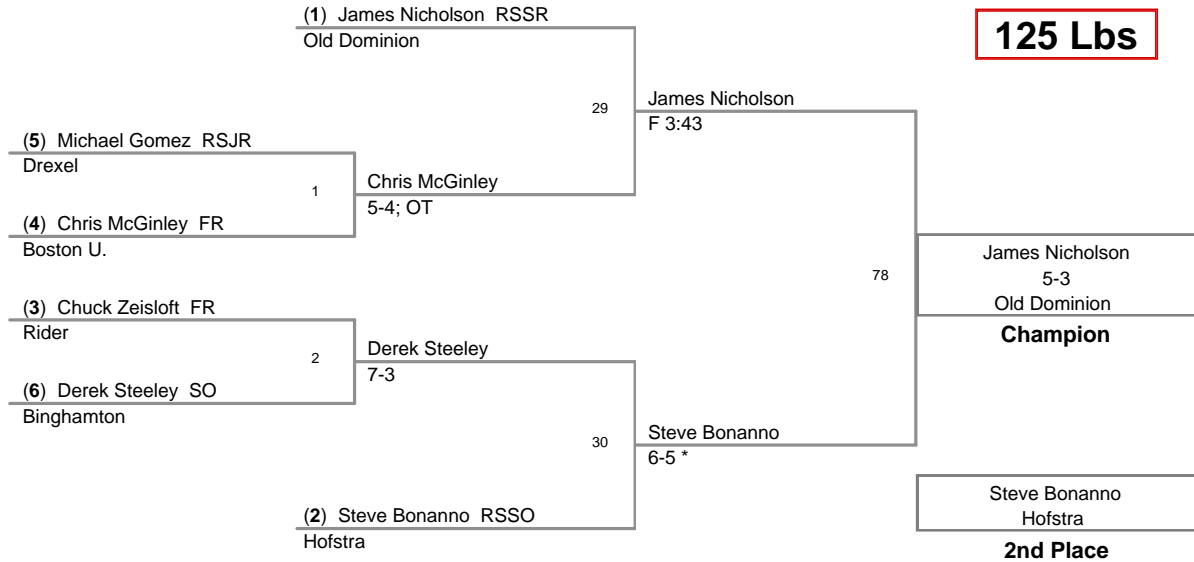 (1) James Nicholson RSSR
Old Dominion
125 Lbs
29
James Nicholson
F 3:43
(5) Michael Gomez RSJR
Drexel
1
Chris McGinley
5-4; OT
(4) Chris McGinley FR
Boston U.
78
James Nicholson
5-3
Old Dominion
Champion
(3) Chuck Zeisloft FR
Rider
2
Derek Steeley
7-3
(6) Derek Steeley SO
Binghamton
30
Steve Bonanno
6-5 *
(2) Steve Bonanno RSSO
Hofstra
Steve Bonanno
Hofstra
2nd Place